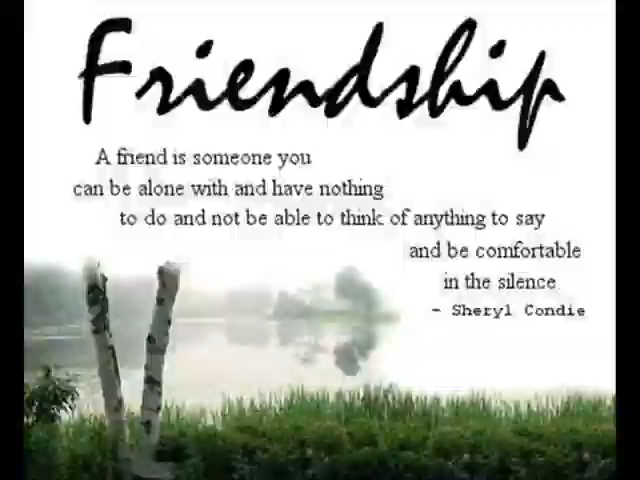 Friendship
A friend is someone you
can be alone with and have nothing
to do and not be able to think of anything to say
and be comfortable
in the silence
- Sheryl Condie